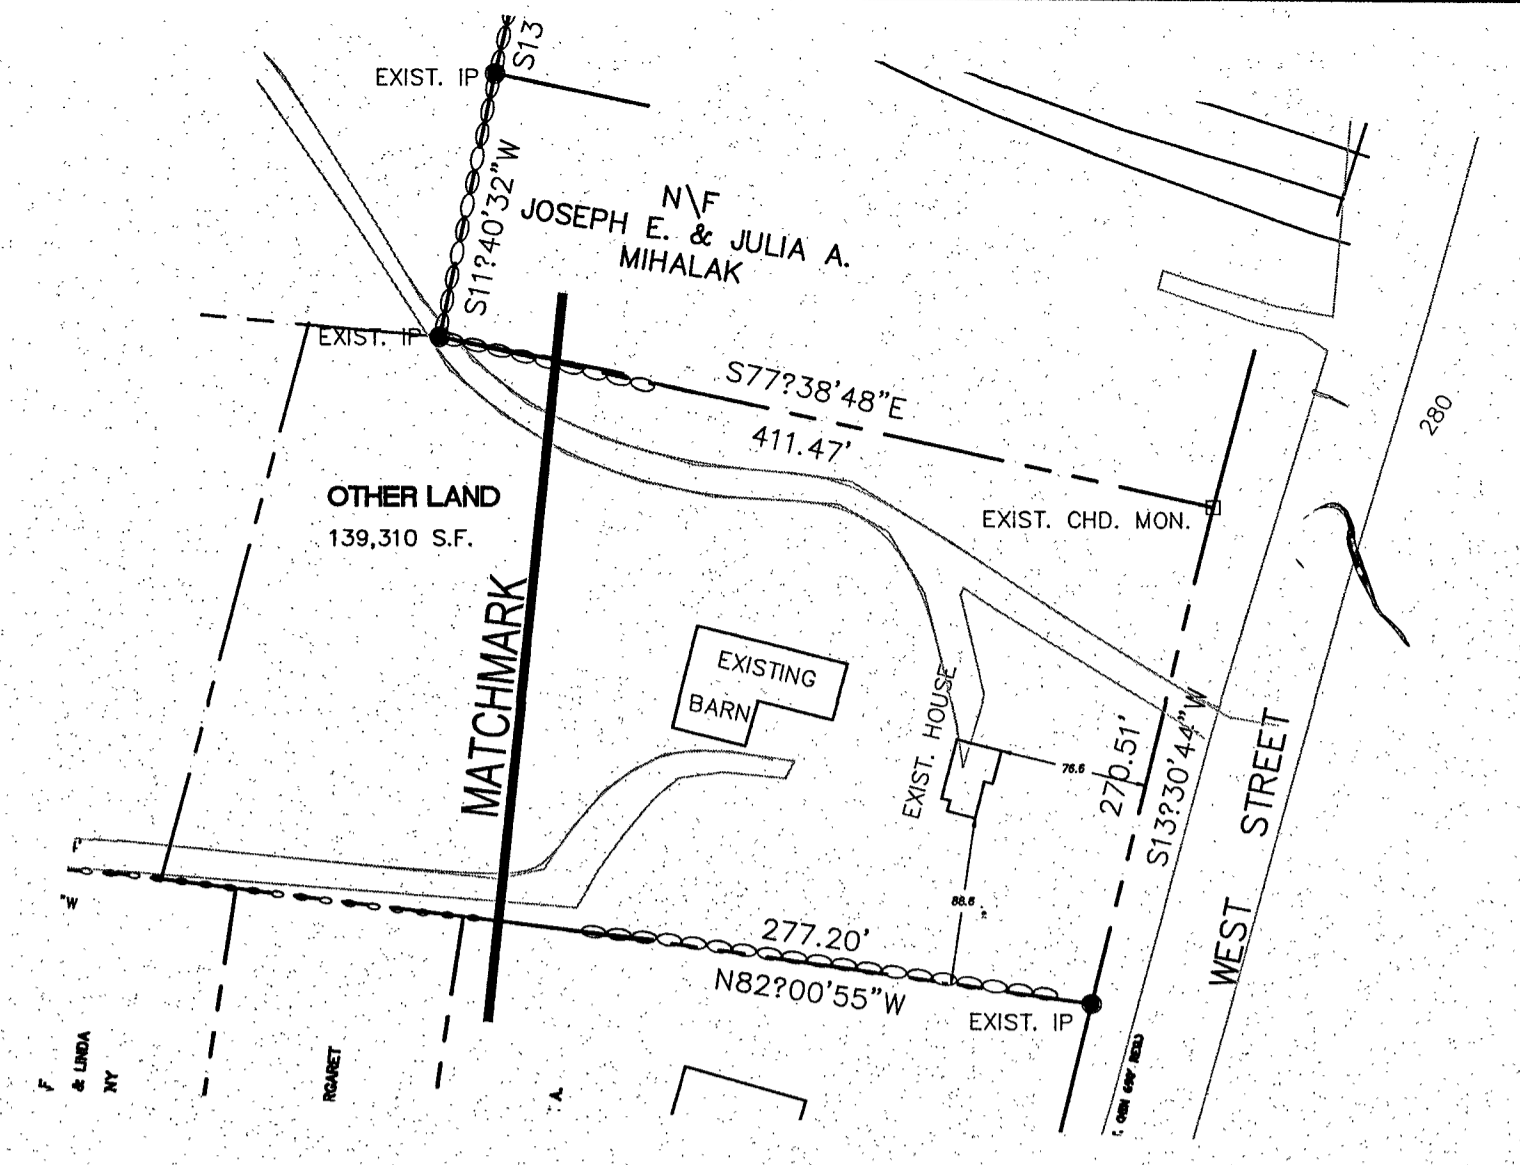 S13
EXIST. IP
S11?40'32"W
N\F
JOSEPH E. & JULIA A.
MIHALAK
EXIST. IP
S77?38'48"E
411.47'
280
OTHER LAND
139,310 S.F.
EXIST. CHD. MON.
MATCHMARK
EXISTING
BARN
EXIST. HOUSE
76.6
270.51'
S13?30'44"W
WEST STREET
"W
88.6
277.20'
N82?00'55"W
EXIST. IP
F
& LINDA
NY
RGARET
A.